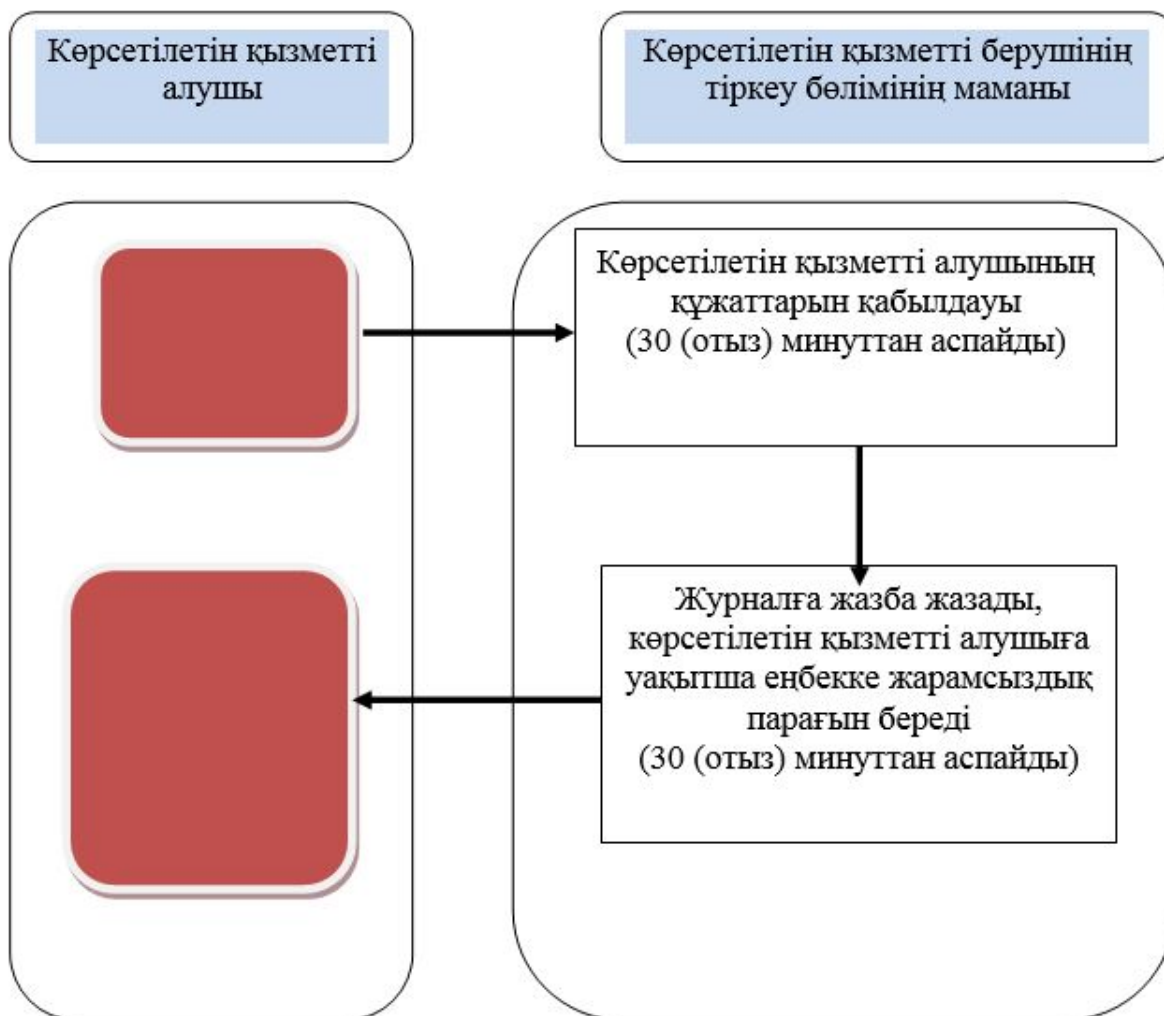 Көрсетілетін қызметті
алушы
Көрсетілетін қызметті берушінің
тіркеу бөлімінің маманы
Көрсетілетін қызметті алушының
құжаттарын қабылдауы
(30 (отыз) минуттан аспайды)
Журналға жазба жазады,
көрсетілетін қызметті алушыға
уақытша еңбекке жарамсыздық
парағын береді
(30 (отыз) минуттан аспайды)